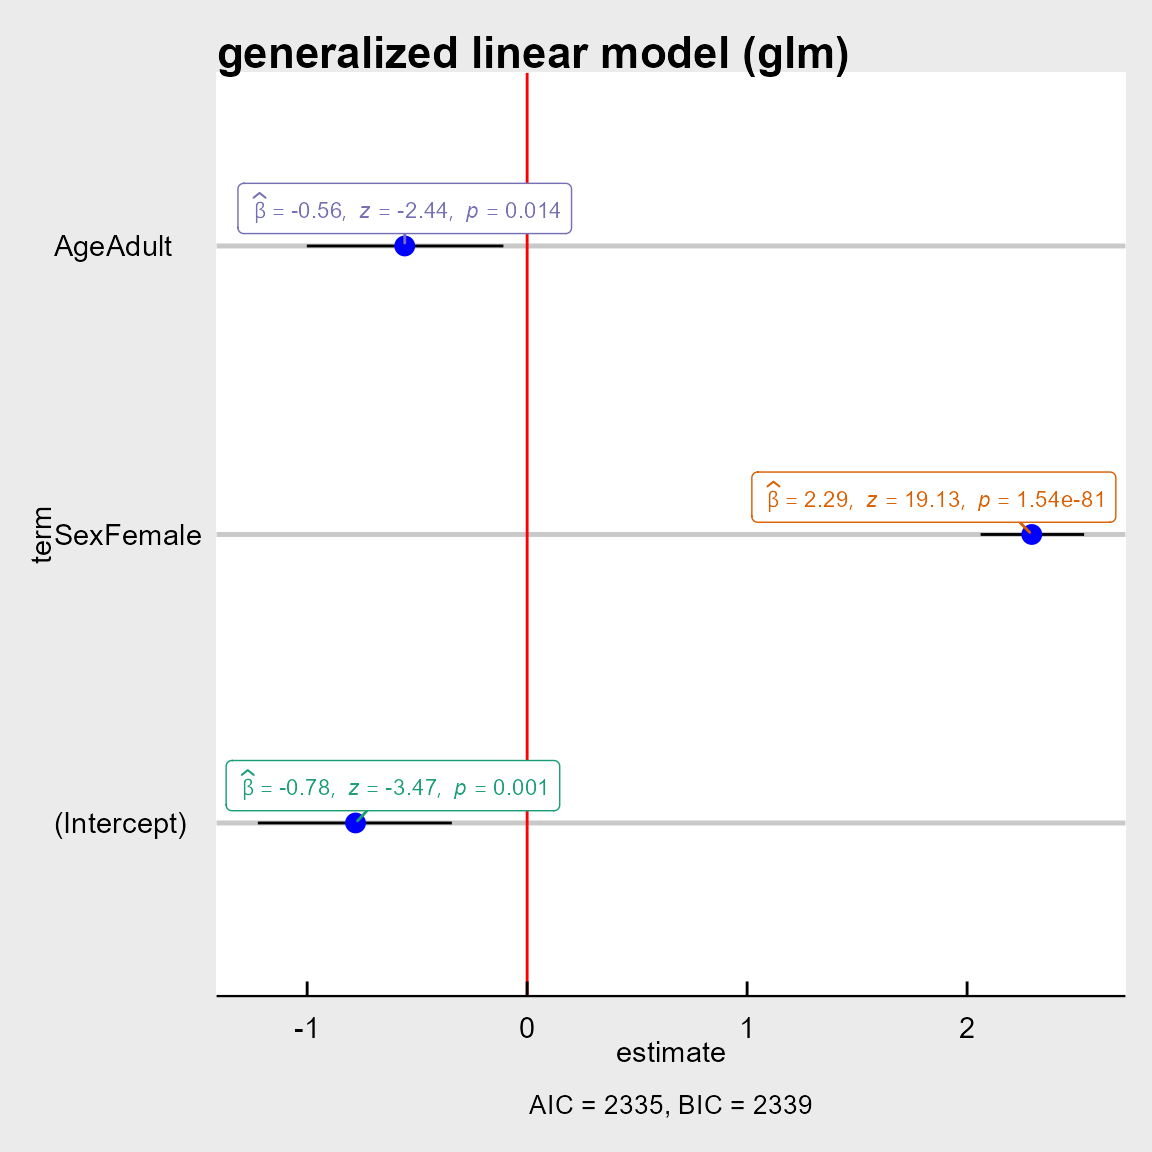 generalized linear model (glm)
β̂ = -0.56, z = -2.44, p = 0.014
AgeAdult
β̂ = 2.29, z = 19.13, p = 1.54e-81
term
SexFemale
β̂ = -0.78, z = -3.47, p = 0.001
(Intercept)
-1 0 1 2
estimate
AIC = 2335, BIC = 2339